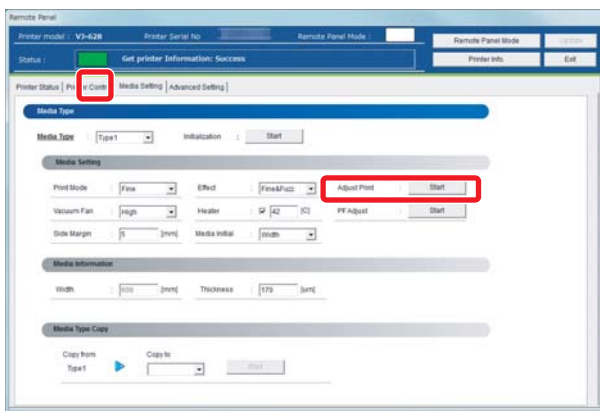 Remote Panel
Printer model : VJ-628 Printer Serial No Remote Panel Mode :
Remote Panel Mode Update
Status : Get printer Information: Success
Printer Info. Exit
Printer Status Contr Media Setting Advanced Setting
Media Type
Media Type : Type1 Initialization : Start
Media Setting
Print Mode : Fine Effect : Fine&Fuzz Adjust Print : Start
Vacuum Fan : High Heater : 42 [C] PF Adjust : Start
Side Margin : 5 [mm] Media Initial : Width
Media Information
Width : [mm] Thickness : 170 [um]
Media Type Copy
Copy from Copy to
Type1 Start